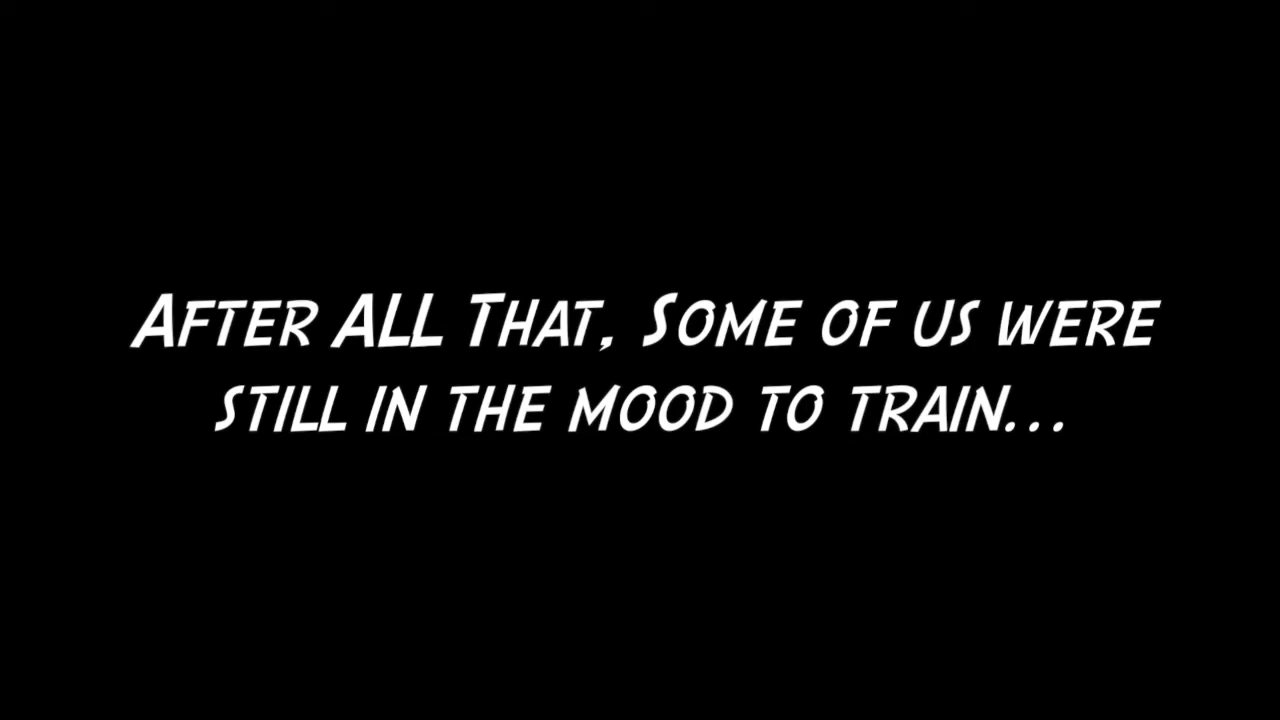 After ALL That, Some of us were
still in the mood to train...